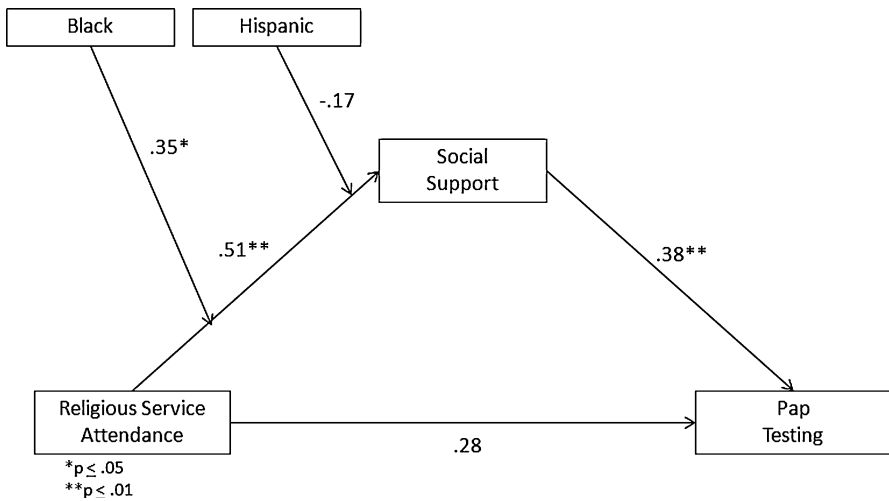 Black
Hispanic
-.17
.35*
Social
Support
.51**
.38**
Religious Service
Attendance
Pap
Testing
.28
*p ≤ .05
**p ≤ .01